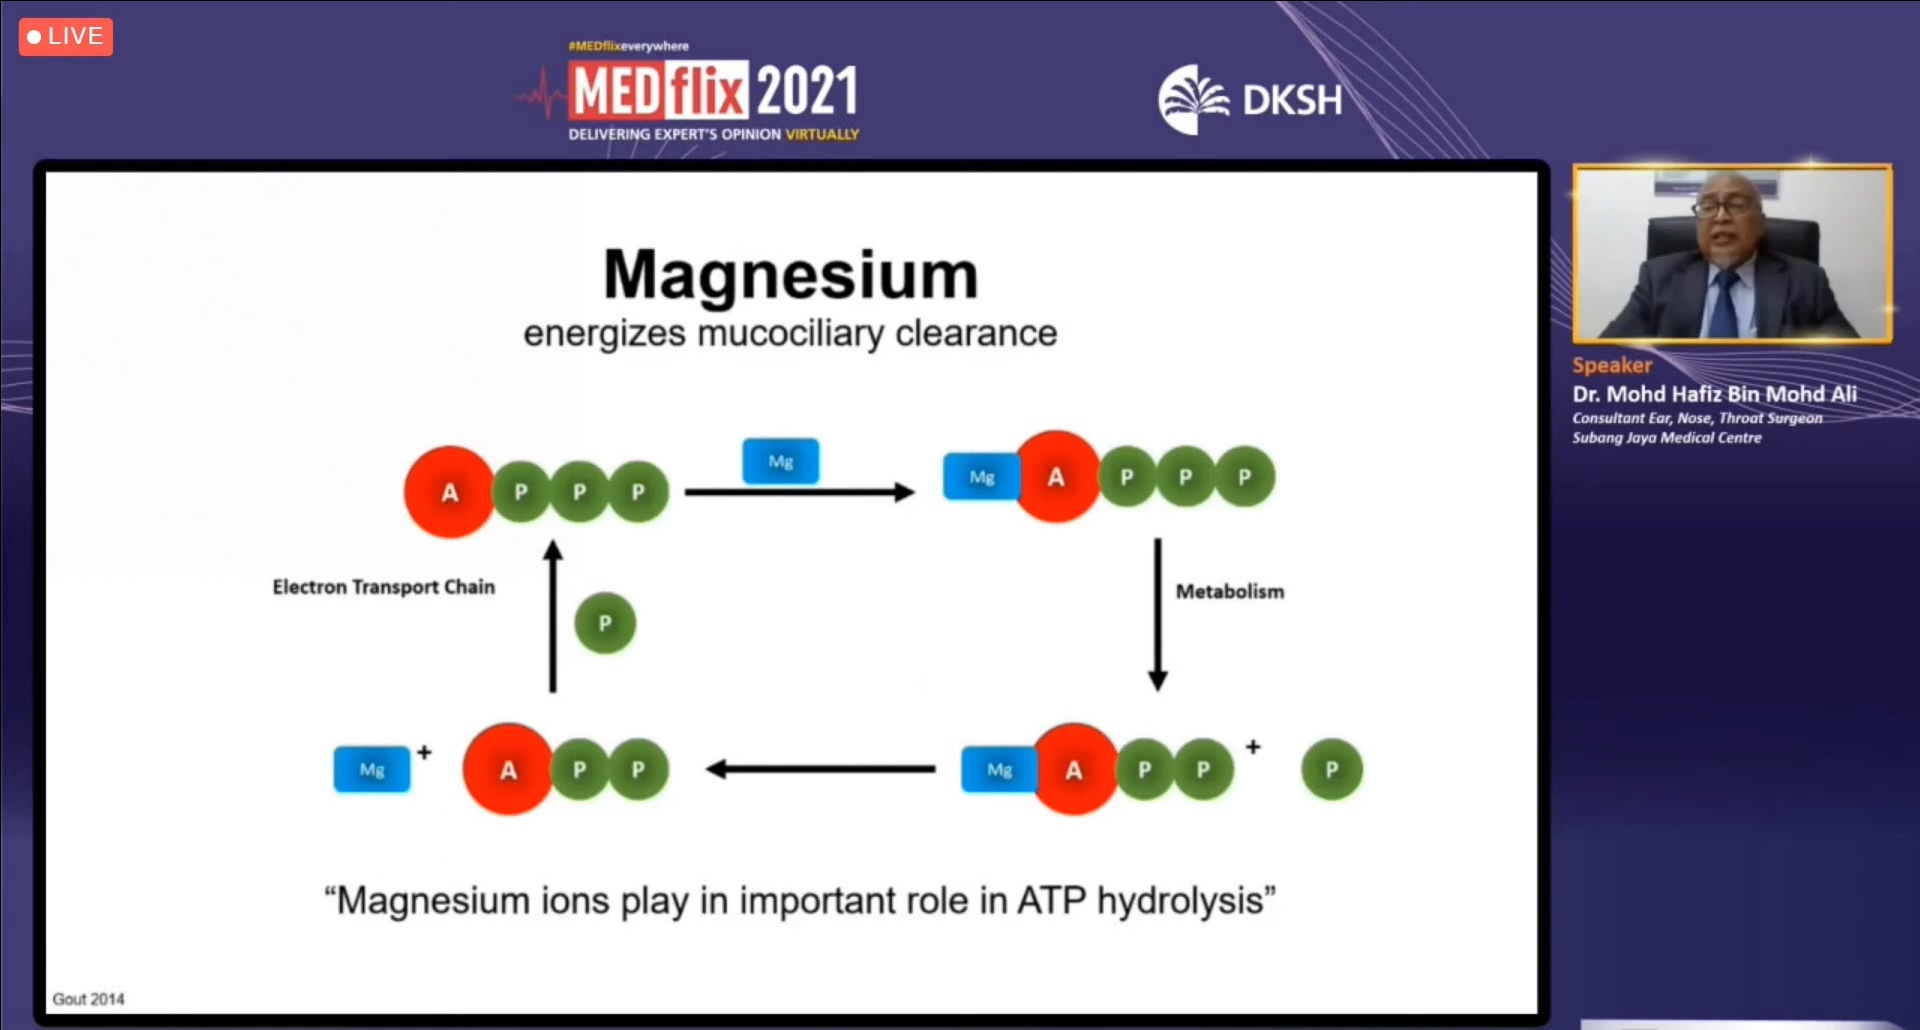 LIVE
#MEDflixeverywhere
MEDflix 2021
DELIVERING EXPERT'S OPINION VIRTUALLY
DKSH
Magnesium
energizes mucociliary clearance
Mg
A P P P
Mg A P P P
Electron Transport Chain
P
Metabolism
Mg + A P P
Mg A P P + P
“Magnesium ions play in important role in ATP hydrolysis”
Gout 2014
Speaker
Dr. Mohd Hafiz Bin Mohd Ali
Consultant Ear, Nose, Throat Surgeon
Subang Jaya Medical Centre